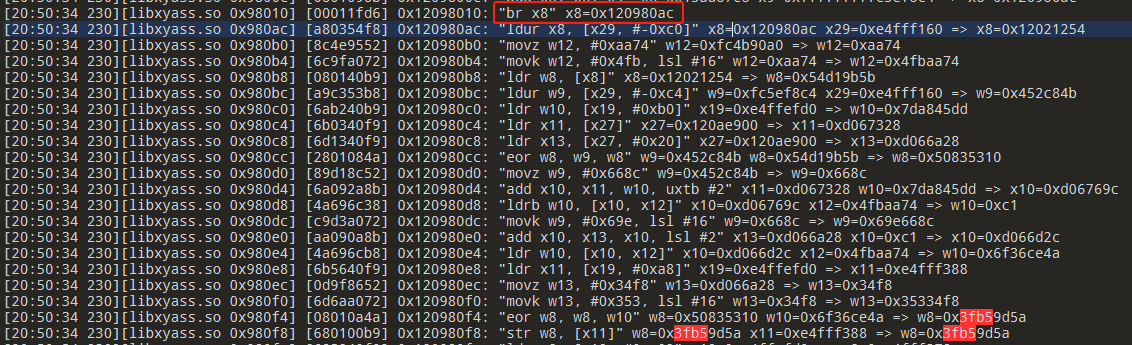 [20:50:34 230][libxyass.so 0x98010] [00011fd6] 0x12098010: "br x8" x8=0x120980ac
[20:50:34 230][libxyass.so 0x980ac] [a80354f8] 0x120980ac: "ldur x8, [x29, #-0xc0]" x8=0x120980ac x29=0xe4fff160 => x8=0x12021254
[20:50:34 230][libxyass.so 0x980b0] [8c4e9552] 0x120980b0: "movz w12, #0xaa74" w12=0xfc4b90a0 => w12=0xaa74
[20:50:34 230][libxyass.so 0x980b4] [6c9fa072] 0x120980b4: "movk w12, #0x4fb, lsl #16" w12=0xaa74 => w12=0x4fbaa74
[20:50:34 230][libxyass.so 0x980b8] [080140b9] 0x120980b8: "ldr w8, [x8]" x8=0x12021254 => w8=0x54d19b5b
[20:50:34 230][libxyass.so 0x980bc] [a9c353b8] 0x120980bc: "ldur w9, [x29, #-0xc4]" w9=0xfc5ef8c4 x29=0xe4fff160 => w9=0x452c84b
[20:50:34 230][libxyass.so 0x980c0] [6ab240b9] 0x120980c0: "ldr w10, [x19, #0xb0]" x19=0xe4ffefd0 => w10=0x7da845dd
[20:50:34 230][libxyass.so 0x980c4] [6b0340f9] 0x120980c4: "ldr x11, [x27]" x27=0x120ae900 => x11=0xd067328
[20:50:34 230][libxyass.so 0x980c8] [6d1340f9] 0x120980c8: "ldr x13, [x27, #0x20]" x27=0x120ae900 => x13=0xd066a28
[20:50:34 230][libxyass.so 0x980cc] [2801084a] 0x120980cc: "eor w8, w9, w8" w9=0x452c84b w8=0x54d19b5b => w8=0x50835310
[20:50:34 230][libxyass.so 0x980d0] [89d18c52] 0x120980d0: "movz w9, #0x668c" w9=0x452c84b => w9=0x668c
[20:50:34 230][libxyass.so 0x980d4] [6a092a8b] 0x120980d4: "add x10, x11, w10, uxtb #2" x11=0xd067328 w10=0x7da845dd => x10=0xd06769c
[20:50:34 230][libxyass.so 0x980d8] [4a696c38] 0x120980d8: "ldrb w10, [x10, x12]" x10=0xd06769c x12=0x4fbaa74 => w10=0xc1
[20:50:34 230][libxyass.so 0x980dc] [c9d3a072] 0x120980dc: "movk w9, #0x69e, lsl #16" w9=0x668c => w9=0x69e668c
[20:50:34 230][libxyass.so 0x980e0] [aa090a8b] 0x120980e0: "add x10, x13, x10, lsl #2" x13=0xd066a28 x10=0xc1 => x10=0xd066d2c
[20:50:34 230][libxyass.so 0x980e4] [4a696cb8] 0x120980e4: "ldr w10, [x10, x12]" x10=0xd066d2c x12=0x4fbaa74 => w10=0x6f36ce4a
[20:50:34 230][libxyass.so 0x980e8] [6b5640f9] 0x120980e8: "ldr x11, [x19, #0xa8]" x19=0xe4ffefd0 => x11=0xe4fff388
[20:50:34 230][libxyass.so 0x980ec] [0d9f8652] 0x120980ec: "movz w13, #0x34f8" w13=0xd066a28 => w13=0x34f8
[20:50:34 230][libxyass.so 0x980f0] [6d6aa072] 0x120980f0: "movk w13, #0x353, lsl #16" w13=0x34f8 => w13=0x35334f8
[20:50:34 230][libxyass.so 0x980f4] [08010a4a] 0x120980f4: "eor w8, w8, w10" w8=0x50835310 w10=0x6f36ce4a => w8=0x3fb59d5a
[20:50:34 230][libxyass.so 0x980f8] [680100b9] 0x120980f8: "str w8, [x11]" w8=0x3fb59d5a x11=0xe4fff388 => w8=0x3fb59d5a